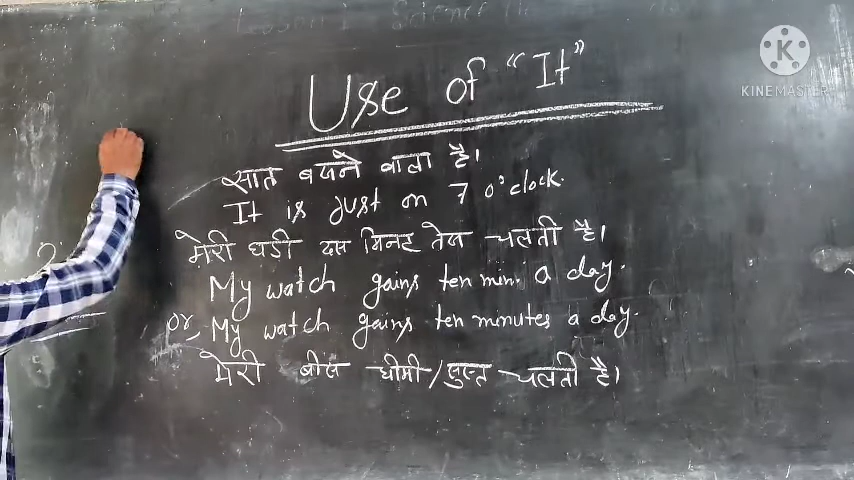 Use of "It"
सात बजने वाला है।
It is just on 7 o'clock.
मेरी घडी दस मिनट तेज चलती है।
My watch gains ten min. a day.
or, My watch gains ten minutes a day.
मेरी बीस धीमी/सुस्त चलती है।
KINEMASTER